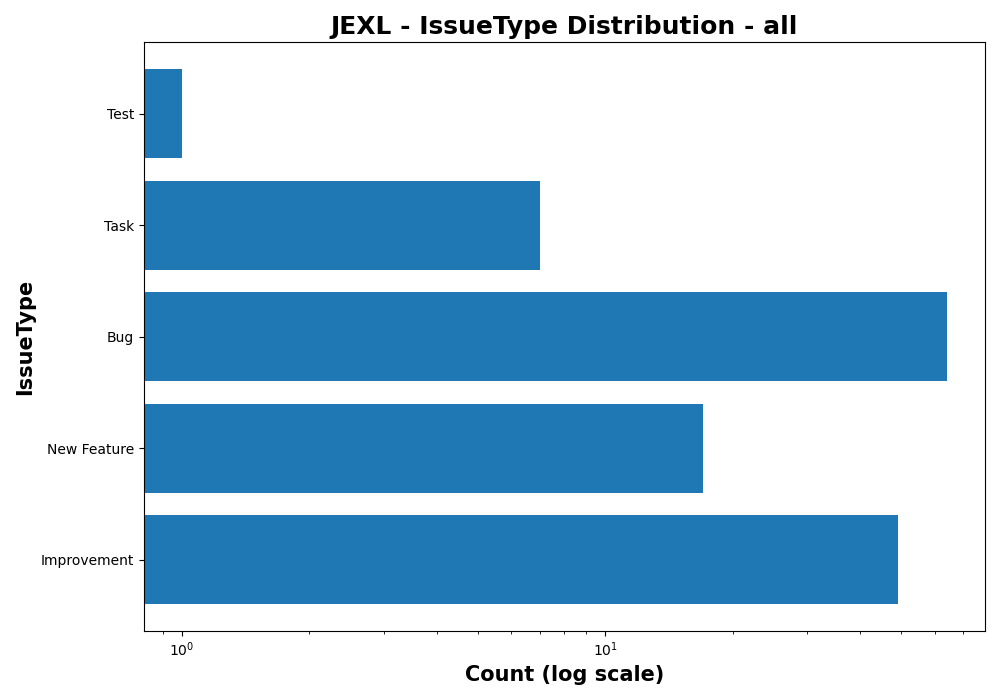 JEXL - IssueType Distribution - all
Test
Task
Bug
New Feature
Improvement
IssueType
10⁰
10¹
Count (log scale)